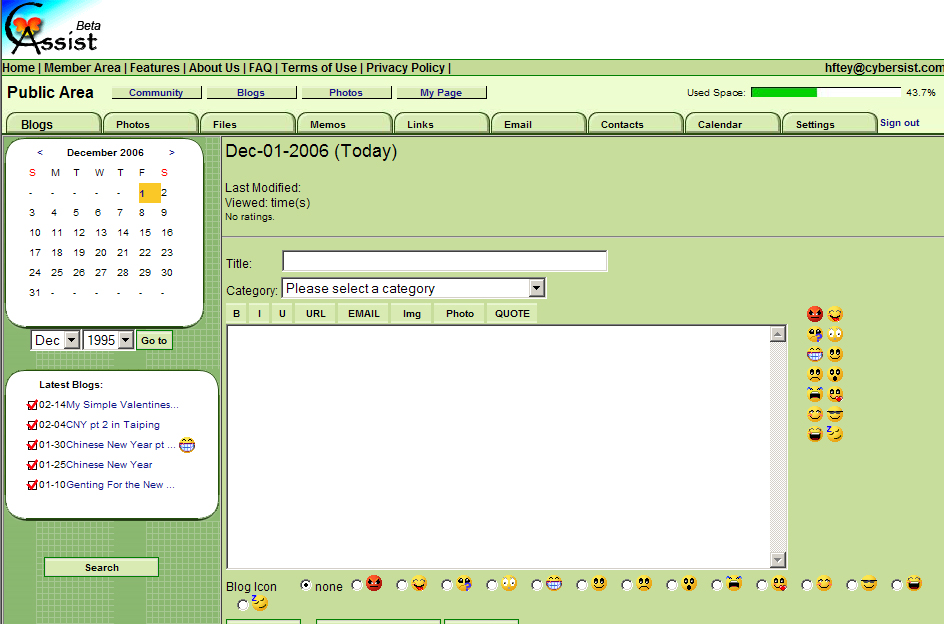 Beta
CAssist
Home | Member Area | Features | About Us | FAQ | Terms of Use | Privacy Policy | hftey@cybersist.com
Public Area Community Blogs Photos My Page Used Space: 43.7%
Blogs Photos Files Memos Links Email Contacts Calendar Settings Sign out
< December 2006 >
S M T W T F S
- - - - - 1 2
3 4 5 6 7 8 9
10 11 12 13 14 15 16
17 18 19 20 21 22 23
24 25 26 27 28 29 30
31 - - - - - -
Dec 1995 Go to
Latest Blogs:
02-14My Simple Valentines...
02-04CNY pt 2 in Taiping
01-30Chinese New Year pt ...
01-25Chinese New Year
01-10Genting For the New ...
Search
Dec-01-2006 (Today)
Last Modified:
Viewed: time(s)
No ratings.
Title:
Category: Please select a category
B I U URL EMAIL Img Photo QUOTE
Blog Icon none